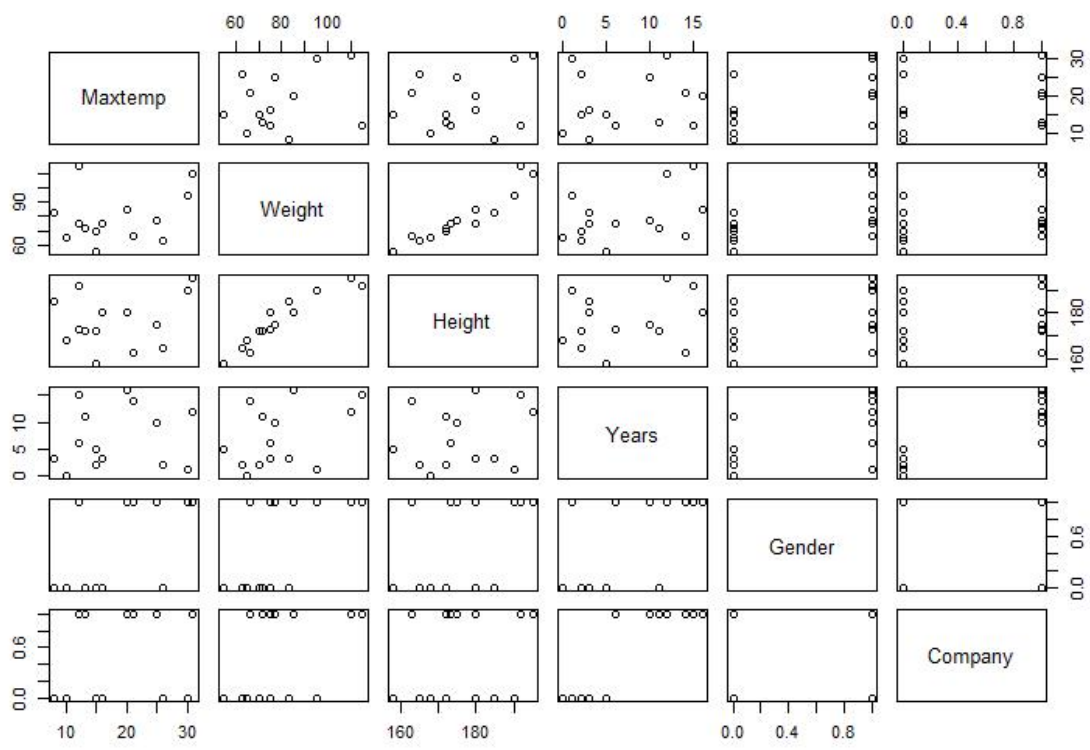 60 80 100 0 5 10 15 0.0 0.4 0.8
Maxtemp 10 20 30
60 90 Weight
Height 160 180
0 5 10 Years
Gender 0.0 0.6
0.0 0.6 Company
10 20 30 160 180 0.0 0.4 0.8